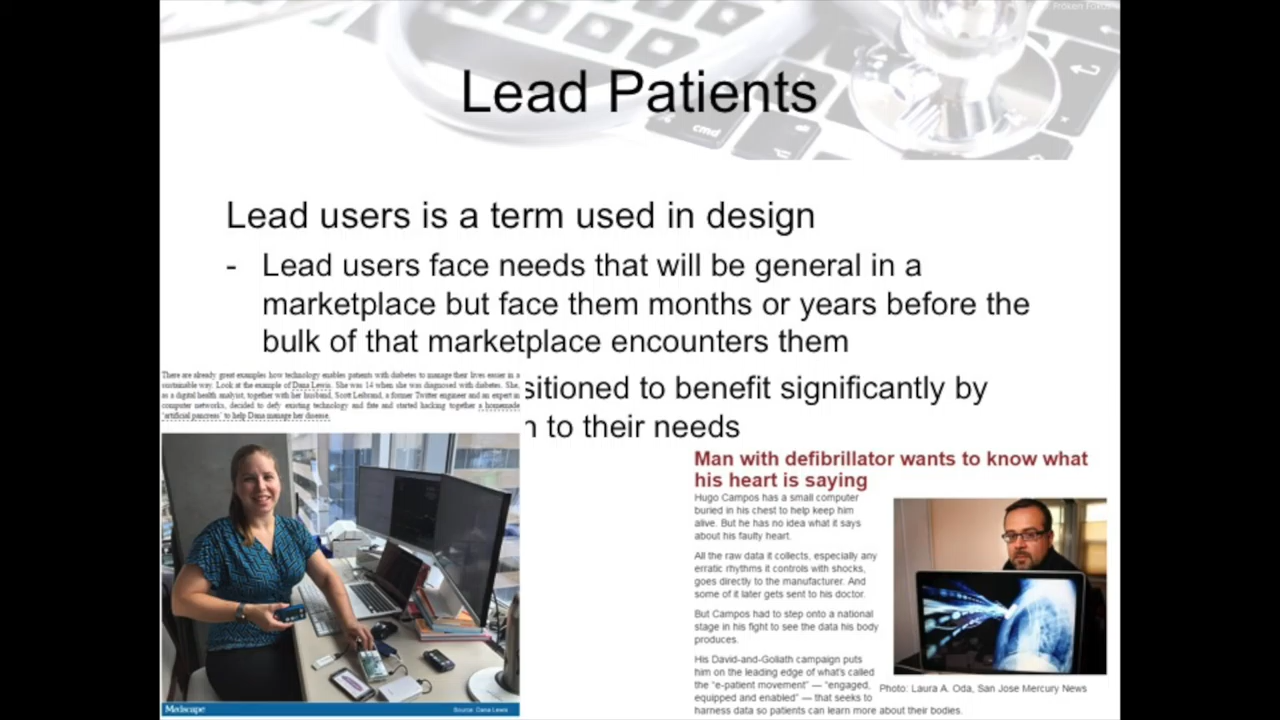 Fröken Fokus
Lead Patients
cmd
Lead users is a term used in design
- Lead users face needs that will be general in a
marketplace but face them months or years before the
bulk of that marketplace encounters them
sitioned to benefit significantly by
n to their needs
There are already great examples how technology enables patients with diabetes to manage their lives easier in a
sustainable way. Look at the example of Dana Lewis. She was 14 when she was diagnosed with diabetes. She,
as a digital health analyst, together with her husband, Scott Leibrand, a former Twitter engineer and an expert in
computer networks, decided to defy existing technology and fate and started hacking together a homemade
'artificial pancreas' to help Dana manage her disease.
Medscape
Source: Dana Lewis
Man with defibrillator wants to know what
his heart is saying
Hugo Campos has a small computer
buried in his chest to help keep him
alive. But he has no idea what it says
about his faulty heart.
All the raw data it collects, especially any
erratic rhythms it controls with shocks,
goes directly to the manufacturer. And
some of it later gets sent to his doctor.
But Campos had to step onto a national
stage in his fight to see the data his body
produces.
His David-and-Goliath campaign puts
him on the leading edge of what's called
the "e-patient movement" — "engaged,
equipped and enabled" — that seeks to
harness data so patients can learn more about their bodies.
Photo: Laura A. Oda, San Jose Mercury News